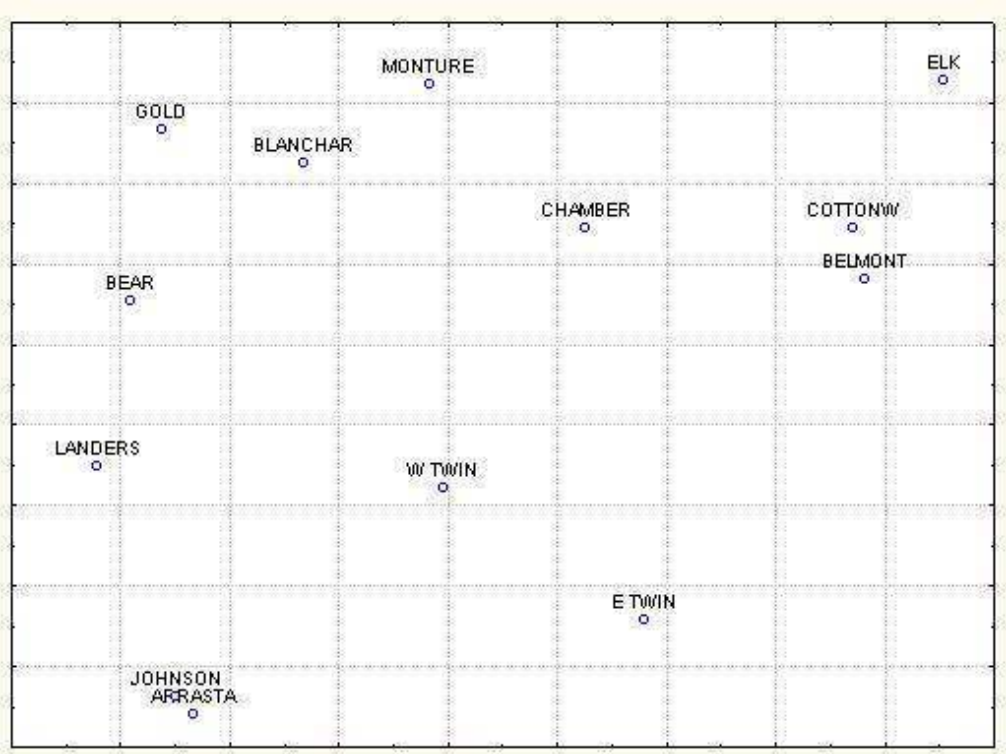 ELK
MONTURE
GOLD
BLANCHAR
CHAMBER
COTTONW
BELMONT
BEAR
LANDERS
W TWIN
E TWIN
JOHNSON
ARRASTA